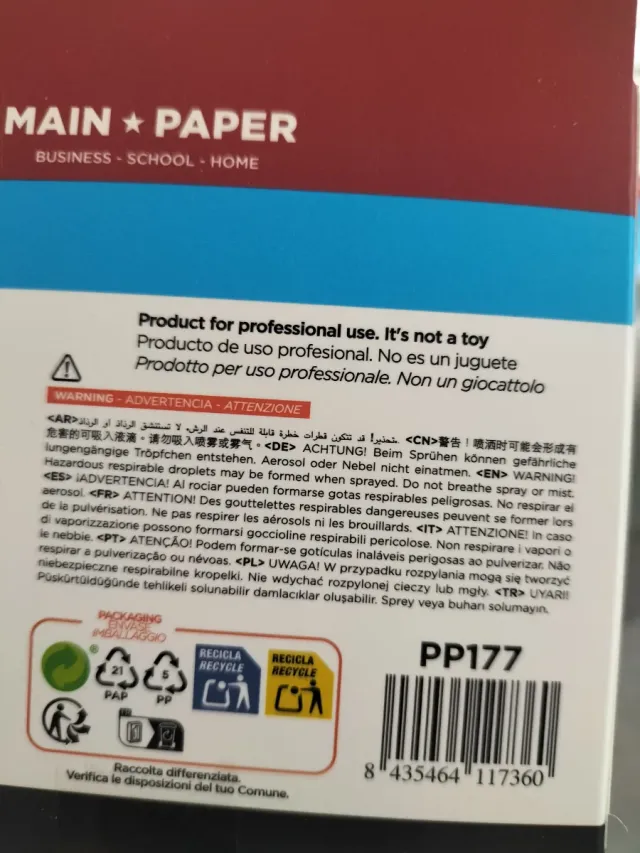 MAIN ★ PAPER
BUSINESS - SCHOOL - HOME
Product for professional use. It's not a toy
Producto de uso profesional. No es un juguete
Prodotto per uso professionale. Non un giocattolo
WARNING - ADVERTENCIA - ATTENZIONE
<AR>تحذير! قد تتكون قطرات خطرة قابلة للتنفس عند الرش. لا تستنشق الرذاذ او الرذاذ. <CN>警告！喷洒时可能会形成有
危害的可吸入液滴。请勿吸入喷雾或雾气。<DE> ACHTUNG! Beim Sprühen können gefährliche
lungengängige Tröpfchen entstehen. Aerosol oder Nebel nicht einatmen. <EN> WARNING!
Hazardous respirable droplets may be formed when sprayed. Do not breathe spray or mist.
<ES> ¡ADVERTENCIA! Al rociar pueden formarse gotas respirables peligrosas. No respirar el
aerosol. <FR> ATTENTION! Des gouttelettes respirables dangereuses peuvent se former lors
de la pulvérisation. Ne pas respirer les aérosols ni les brouillards. <IT> ATTENZIONE! In caso
di vaporizzazione possono formarsi goccioline respirabili pericolose. Non respirare i vapori o
le nebbie. <PT> ATENÇÃO! Podem formar-se gotículas inaláveis perigosas ao pulverizar. Não
respirar a pulverização ou névoas. <PL> UWAGA! W przypadku rozpylania mogą się tworzyć
niebezpieczne respirabilne kropelki. Nie wdychać rozpylonej cieczy lub mgły. <TR> UYARI!
Püskürtüldüğünde tehlikeli solunabilir damlacıklar oluşabilir. Sprey veya buharı solumayın.
PACKAGING
ENVASE
IMBALLAGGIO
21
PAP
5
PP
RECICLA
RECYCLE
RECICLA
RECYCLE
Raccolta differenziata.
Verifica le disposizioni del tuo Comune.
PP177
8 435464 117360